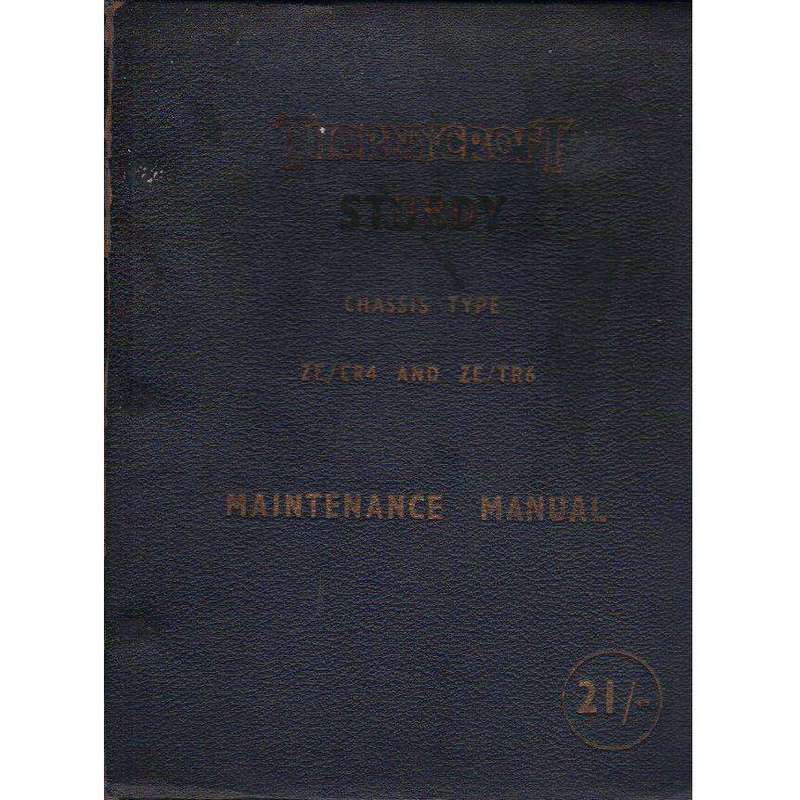 THORNYCROFT
STURDY
CHASSIS TYPE
ZE/ER4 AND ZE/TR6
MAINTENANCE MANUAL
21/-